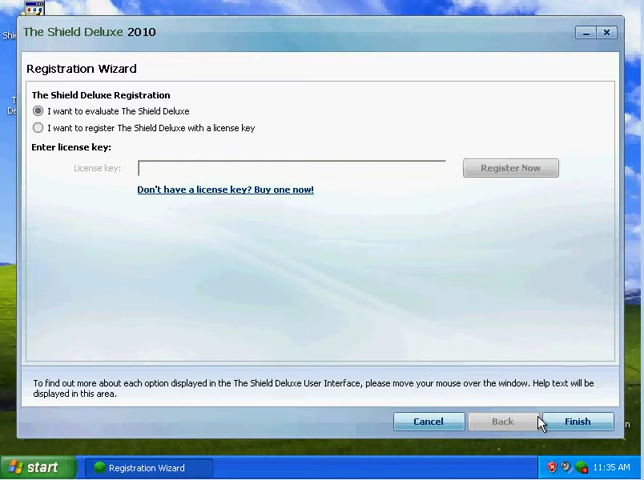 The Shield Deluxe 2010
Registration Wizard
The Shield Deluxe Registration
I want to evaluate The Shield Deluxe
I want to register The Shield Deluxe with a license key
Enter license key:
License key:
Register Now
Don't have a license key? Buy one now!
To find out more about each option displayed in the The Shield Deluxe User Interface, please move your mouse over the window. Help text will be
displayed in this area.
Cancel
Back
Finish
start
Registration Wizard
11:35 AM